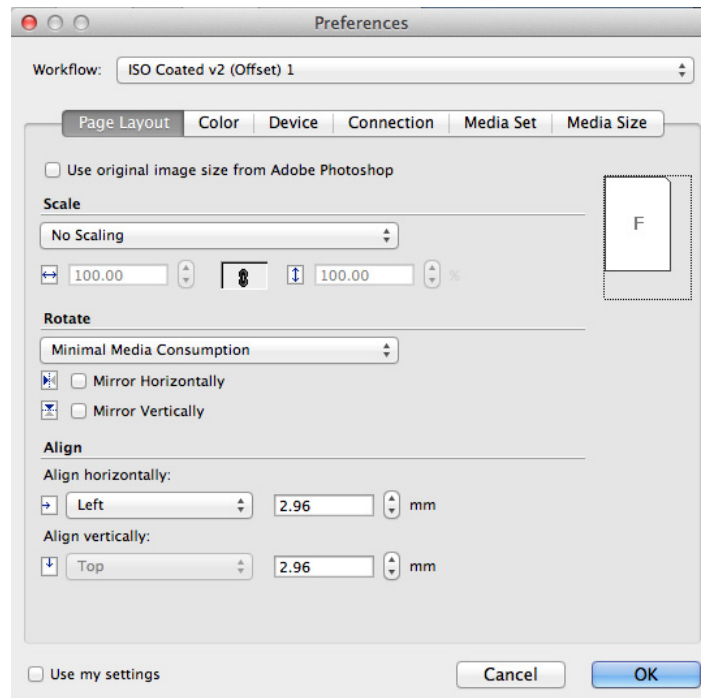 Preferences
Workflow: ISO Coated v2 (Offset) 1
Page Layout Color Device Connection Media Set Media Size
Use original image size from Adobe Photoshop
Scale
No Scaling
F
100.00 100.00 %
Rotate
Minimal Media Consumption
Mirror Horizontally
Mirror Vertically
Align
Align horizontally:
Left 2.96 mm
Align vertically:
Top 2.96 mm
Use my settings Cancel OK